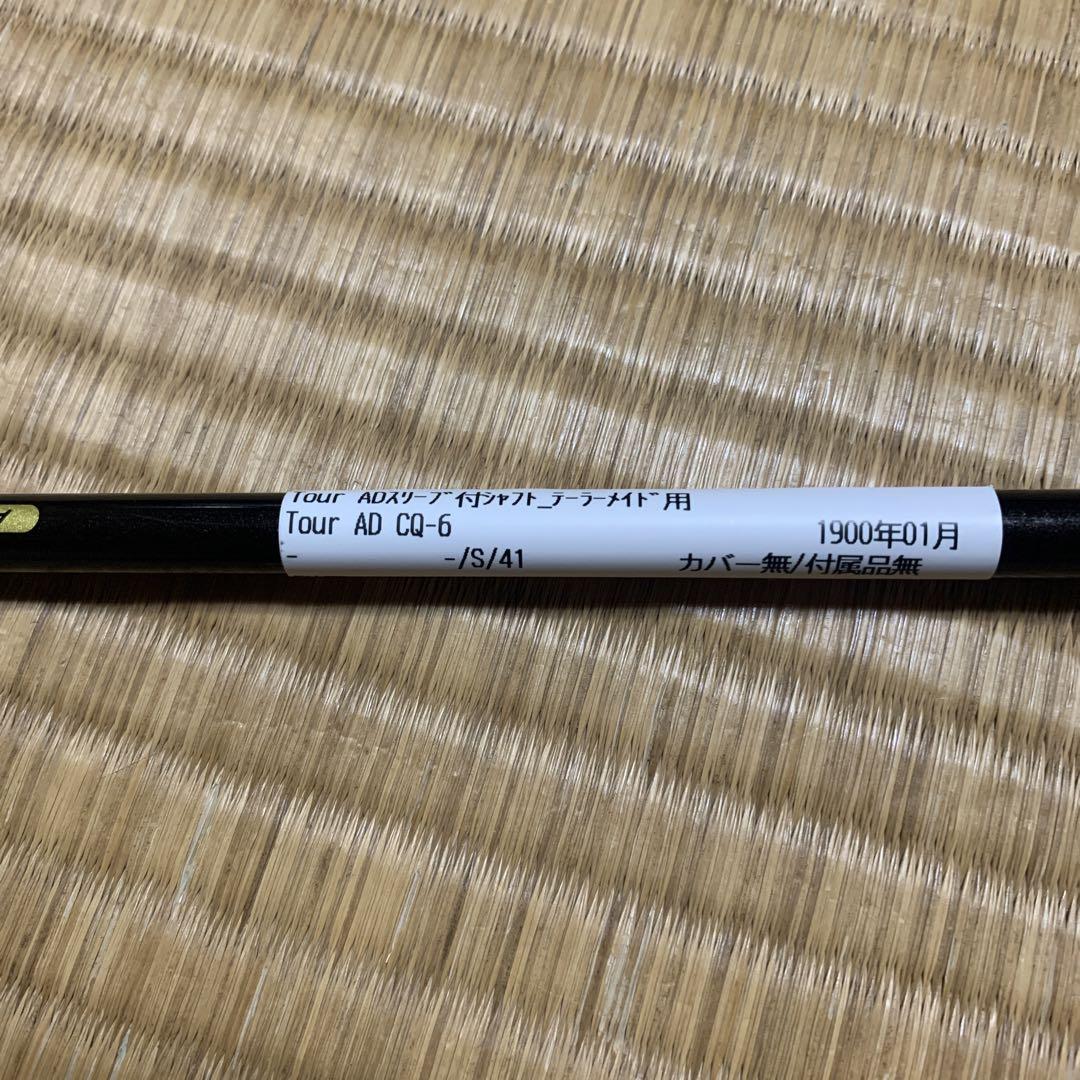 Tour ADｽﾘｰﾌﾞ付ｼｬﾌﾄ_ﾃｰﾗｰﾒｲﾄﾞ用
Tour AD CQ-6 1900年01月
- -/S/41 カバー無/付属品無